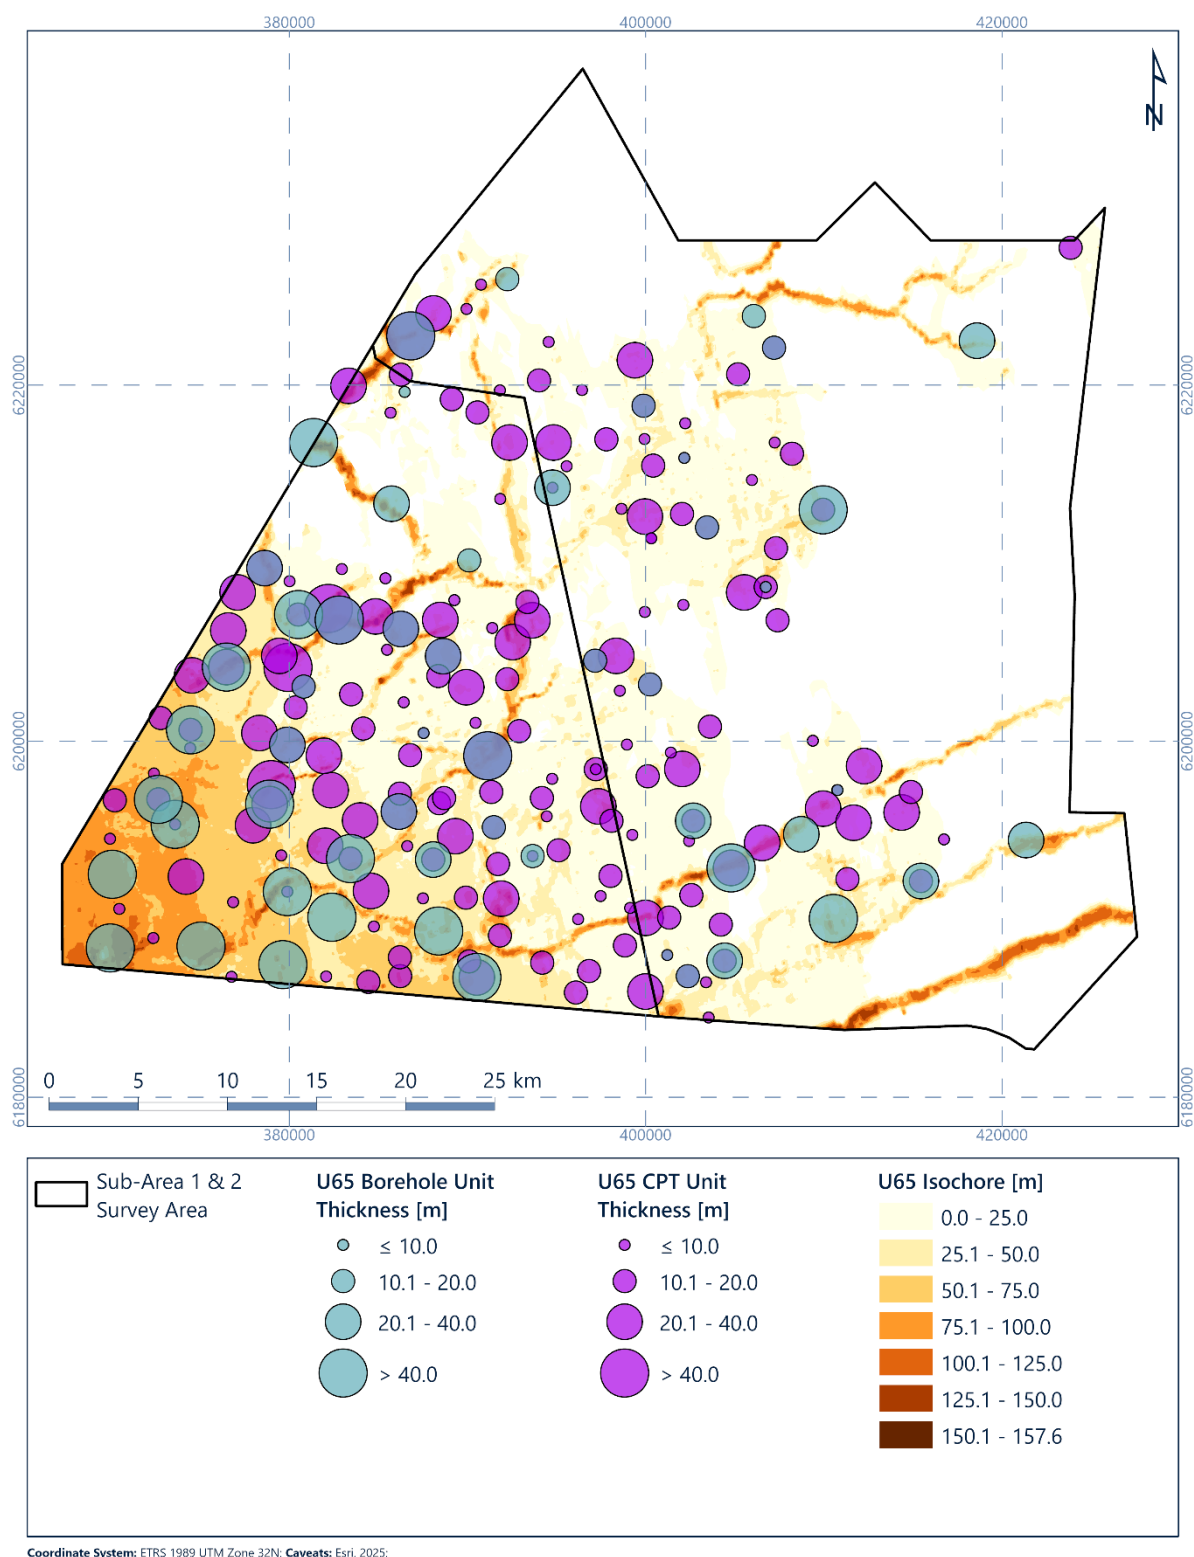 380000 400000 420000
N
6220000 6220000
6200000 6200000
6180000 6180000
0 5 10 15 20 25 km
380000 400000 420000
Sub-Area 1 & 2
Survey Area
U65 Borehole Unit
Thickness [m]
≤ 10.0
10.1 - 20.0
20.1 - 40.0
> 40.0
U65 CPT Unit
Thickness [m]
≤ 10.0
10.1 - 20.0
20.1 - 40.0
> 40.0
U65 Isochore [m]
0.0 - 25.0
25.1 - 50.0
50.1 - 75.0
75.1 - 100.0
100.1 - 125.0
125.1 - 150.0
150.1 - 157.6
Coordinate System: ETRS 1989 UTM Zone 32N; Caveats: Esri, 2025;